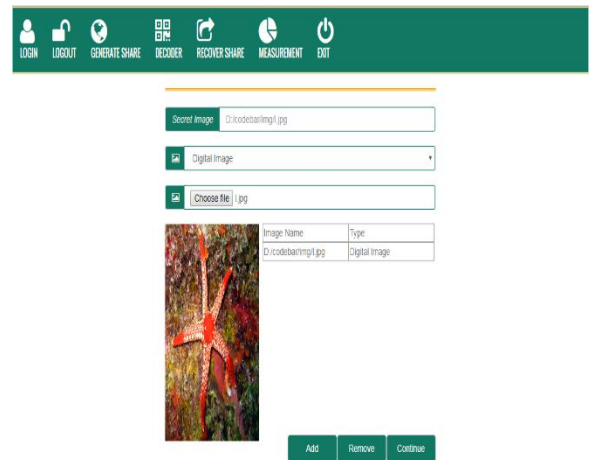 LOGIN LOGOUT GENERATE SHARE DECODER RECOVER SHARE MEASUREMENT EXIT
Secret Image D:/codebar/img/l.jpg
Digital Image
Choose file l.jpg
Image Name Type
D:/codebar/img/l.jpg Digital Image
Add Remove Continue